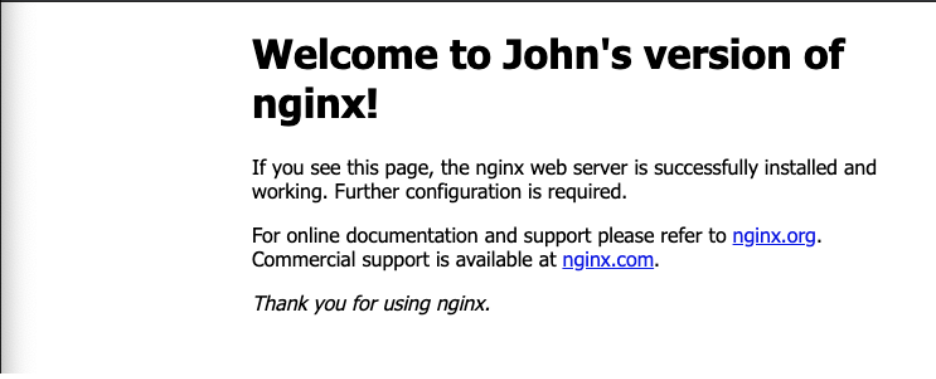 Welcome to John's version of
nginx!
If you see this page, the nginx web server is successfully installed and
working. Further configuration is required.
For online documentation and support please refer to nginx.org.
Commercial support is available at nginx.com.
Thank you for using nginx.